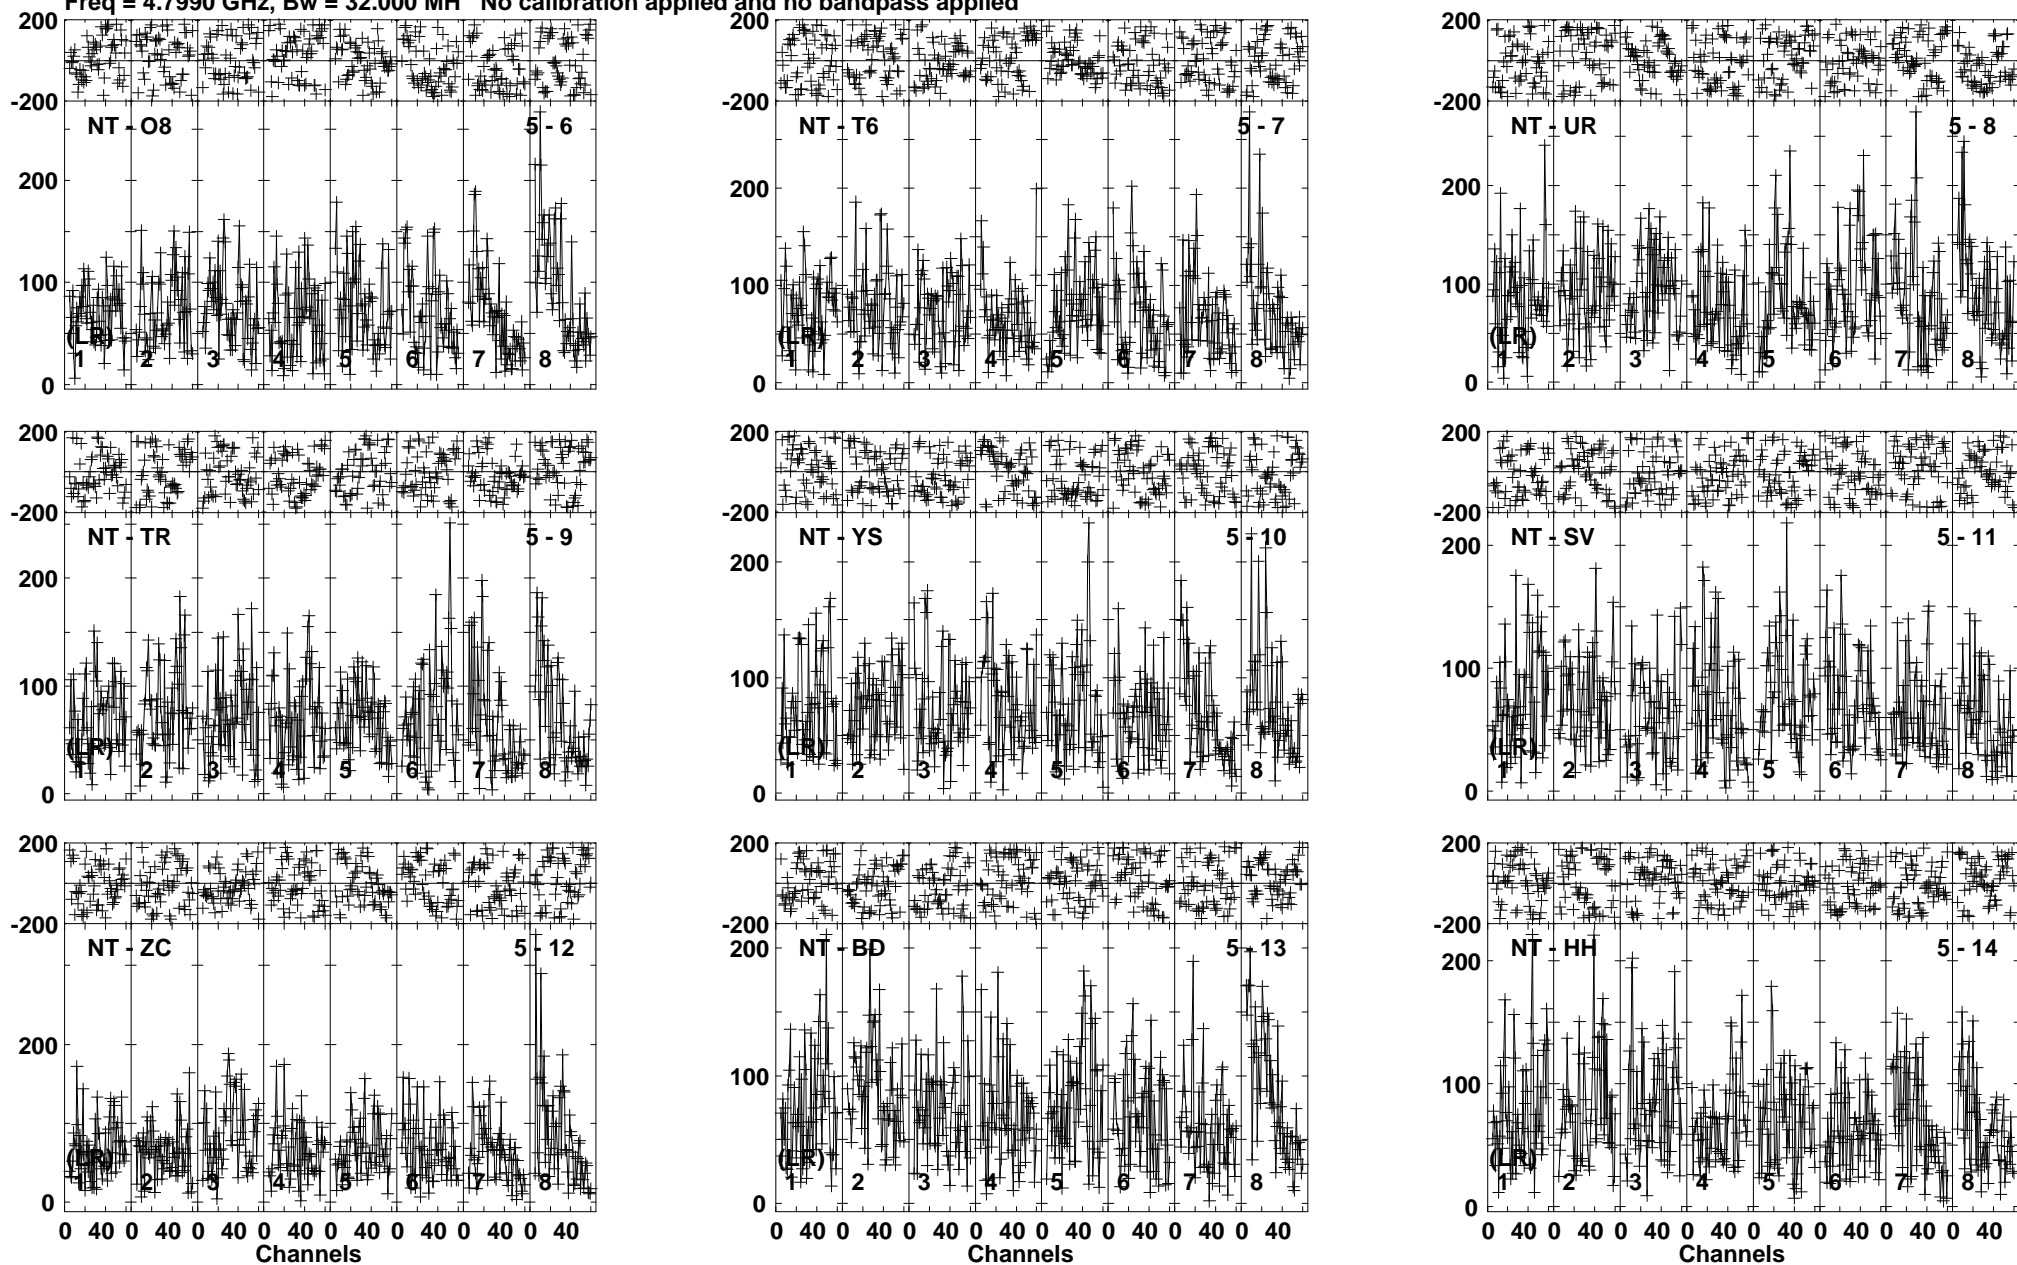 Freq = 4.7990 GHz, Bw = 32.000 MH No calibration applied and no bandpass applied
200 200 200
-200 -200 -200
NT - O8 5 - 6 NT - T6 5 - 7 NT - UR 5 - 8
200 200 200
100 100 100
(LR) (LR) (LR)
1 2 3 4 5 6 7 8 1 2 3 4 5 6 7 8 1 2 3 4 5 6 7 8
0 0 0
200 200 200
-200 -200 -200
NT - TR 5 - 9 NT - YS 5 - 10 NT - SV 5 - 11
200 200 200
100 100 100
(LR) (LR) (LR)
1 2 3 4 5 6 7 8 1 2 3 4 5 6 7 8 1 2 3 4 5 6 7 8
0 0 0
200 200 200
-200 -200 -200
NT - ZC 5 - 12 NT - BD 5 - 13 NT - HH 5 - 14
200 200 200
100 100
(LR) (LR) (LR)
1 2 3 4 5 6 7 8 1 2 3 4 5 6 7 8 1 2 3 4 5 6 7 8
0 0 0
0 40 0 40 0 40 0 40 0 40 0 40 0 40 0 40 0 40 0 40 0 40 0 40 0 40 0 40 0 40 0 40 0 40 0 40 0 40 0 40 0 40 0 40 0 40 0 40
Channels Channels Channels